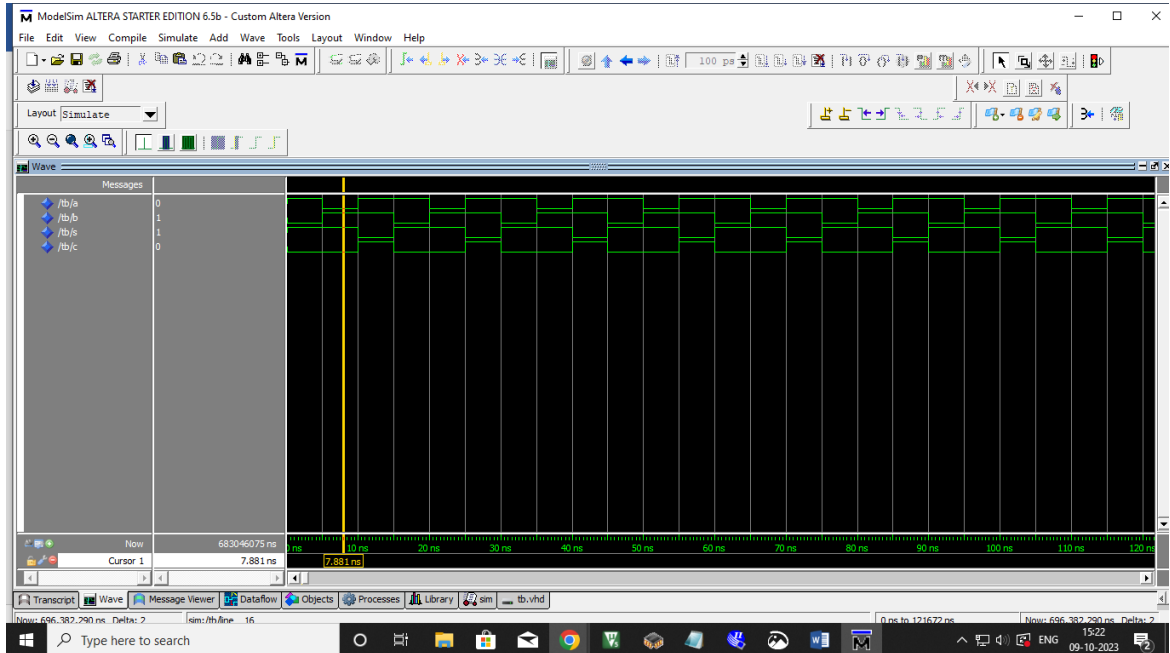 ModelSim ALTERA STARTER EDITION 6.5b - Custom Altera Version
File Edit View Compile Simulate Add Wave Tools Layout Window Help
100 ps
Layout Simulate
Wave
Messages
/tb/a 0
/tb/b 1
/tb/s 1
/tb/c 0
Now 683046075 ns
ns 10 ns 20 ns 30 ns 40 ns 50 ns 60 ns 70 ns 80 ns 90 ns 100 ns 110 ns 120 ns
Cursor 1 7.881 ns 7.881 ns
Transcript Wave Message Viewer Dataflow Objects Processes Library sim tb.vhd
Now: 696,382,290 ns Delta: 2 sim:/tb/line__16 0 ns to 121672 ns Now: 696,382,290 ns Delta: 2
Type here to search
ENG
15:22
09-10-2023
2